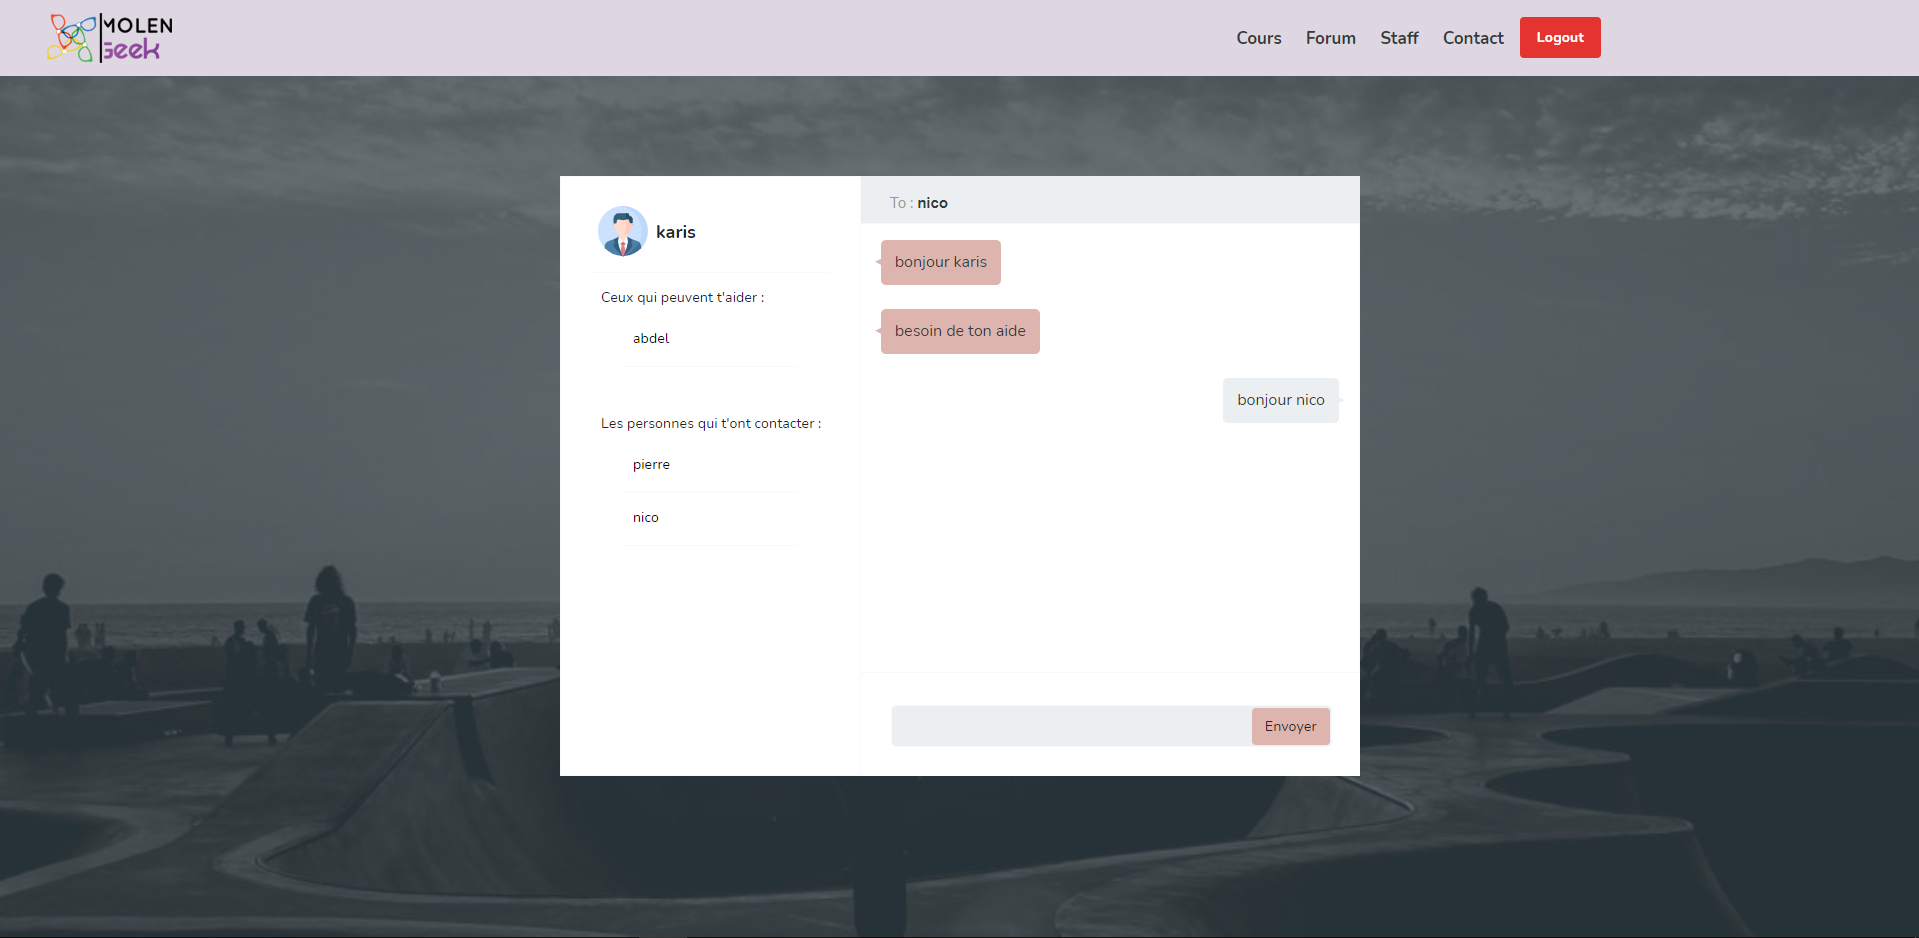 MOLEN
Geek
Cours Forum Staff Contact Logout
karis
Ceux qui peuvent t'aider :
abdel
Les personnes qui t'ont contacter :
pierre
nico
To : nico
bonjour karis
besoin de ton aide
bonjour nico
Envoyer